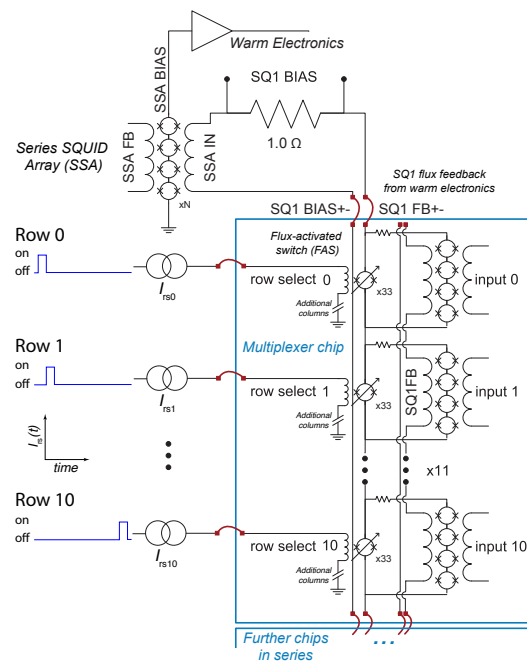 Warm Electronics
SSA BIAS
SQ1 BIAS
1.0 Ω
SSA FB
SSA IN
Series SQUID
Array (SSA)
xN
SQ1 flux feedback
from warm electronics
SQ1 BIAS+-
SQ1 FB+-
Row 0
on
off
I_rs0
Flux-activated
switch (FAS)
row select 0
x33
input 0
Additional
columns
Multiplexer chip
Row 1
on
off
I_rs1
row select 1
x33
SQ1FB
input 1
Additional
columns
I_rs(t)
time
x11
Row 10
on
off
I_rs10
row select 10
x33
input 10
Additional
columns
Further chips
in series
...